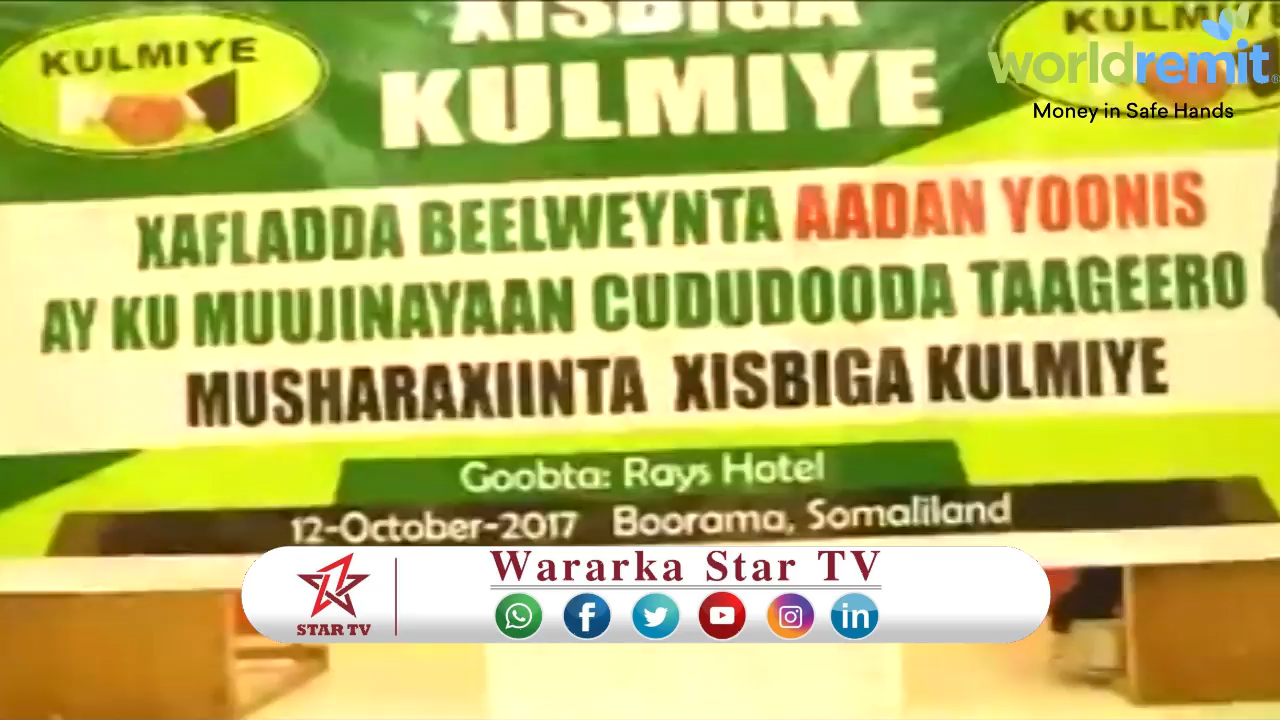 XISBIGA
KULMIYE
KULMIYE
KULMIYE
worldremit
Money in Safe Hands
XAFLADDA BEELWEYNTA AADAN YOONIS
AY KU MUUJINAYAAN CUDUDOODA TAAGEERO
MUSHARAXIINTA XISBIGA KULMIYE
Goobta: Rays Hotel
12-October-2017 Boorama, Somaliland
Wararka Star TV
STAR TV
in